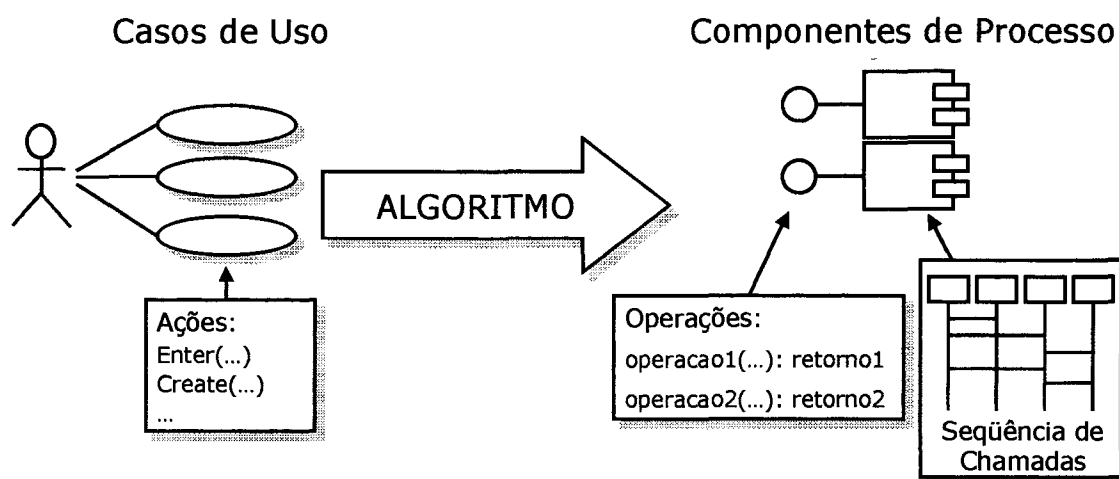 Casos de Uso
Componentes de Processo
ALGORITMO
Ações:
Enter(...)
Create(...)
...
Operações:
operacao1(...): retorno1
operacao2(...): retorno2
Seqüência de
Chamadas